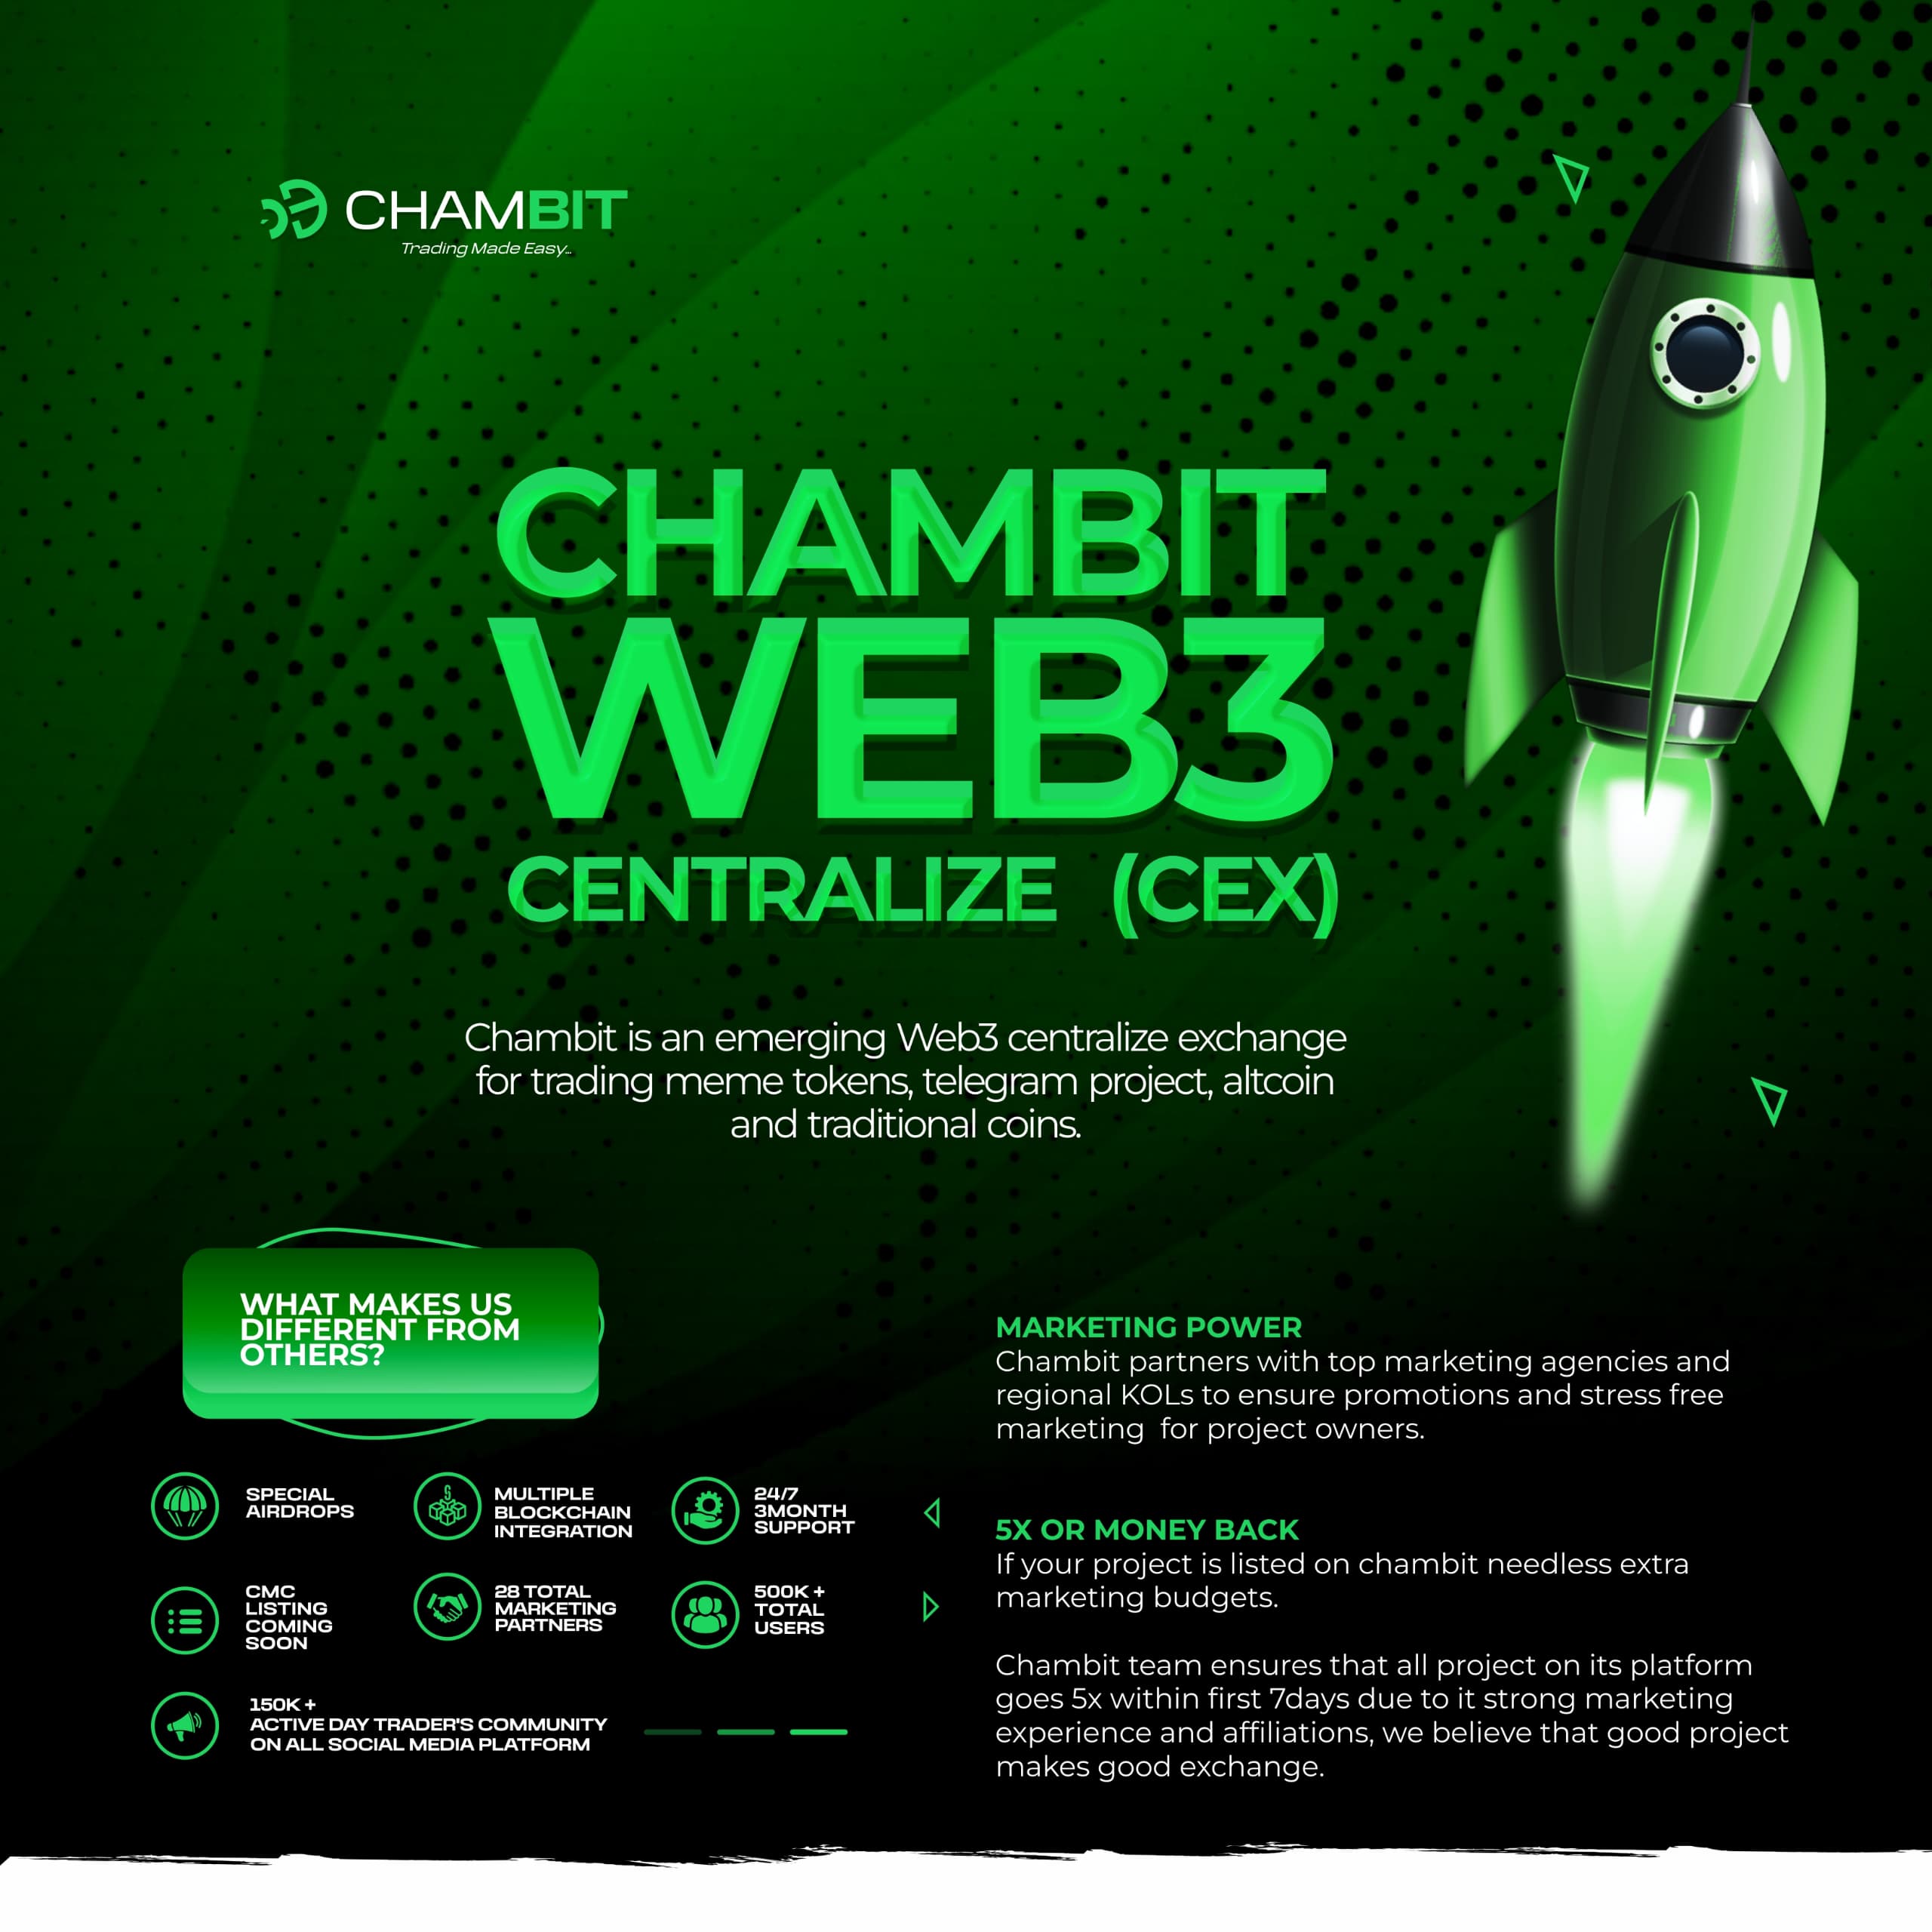 CHAMBIT
Trading Made Easy...
CHAMBIT
WEB3
CENTRALIZE (CEX)
Chambit is an emerging Web3 centralize exchange
for trading meme tokens, telegram project, altcoin
and traditional coins.
WHAT MAKES US
DIFFERENT FROM
OTHERS?
SPECIAL
AIRDROPS
MULTIPLE
BLOCKCHAIN
INTEGRATION
24/7
3MONTH
SUPPORT
CMC
LISTING
COMING
SOON
28 TOTAL
MARKETING
PARTNERS
500K +
TOTAL
USERS
150K +
ACTIVE DAY TRADER'S COMMUNITY
ON ALL SOCIAL MEDIA PLATFORM
MARKETING POWER
Chambit partners with top marketing agencies and
regional KOLs to ensure promotions and stress free
marketing for project owners.
5X OR MONEY BACK
If your project is listed on chambit needless extra
marketing budgets.
Chambit team ensures that all project on its platform
goes 5x within first 7days due to it strong marketing
experience and affiliations, we believe that good project
makes good exchange.